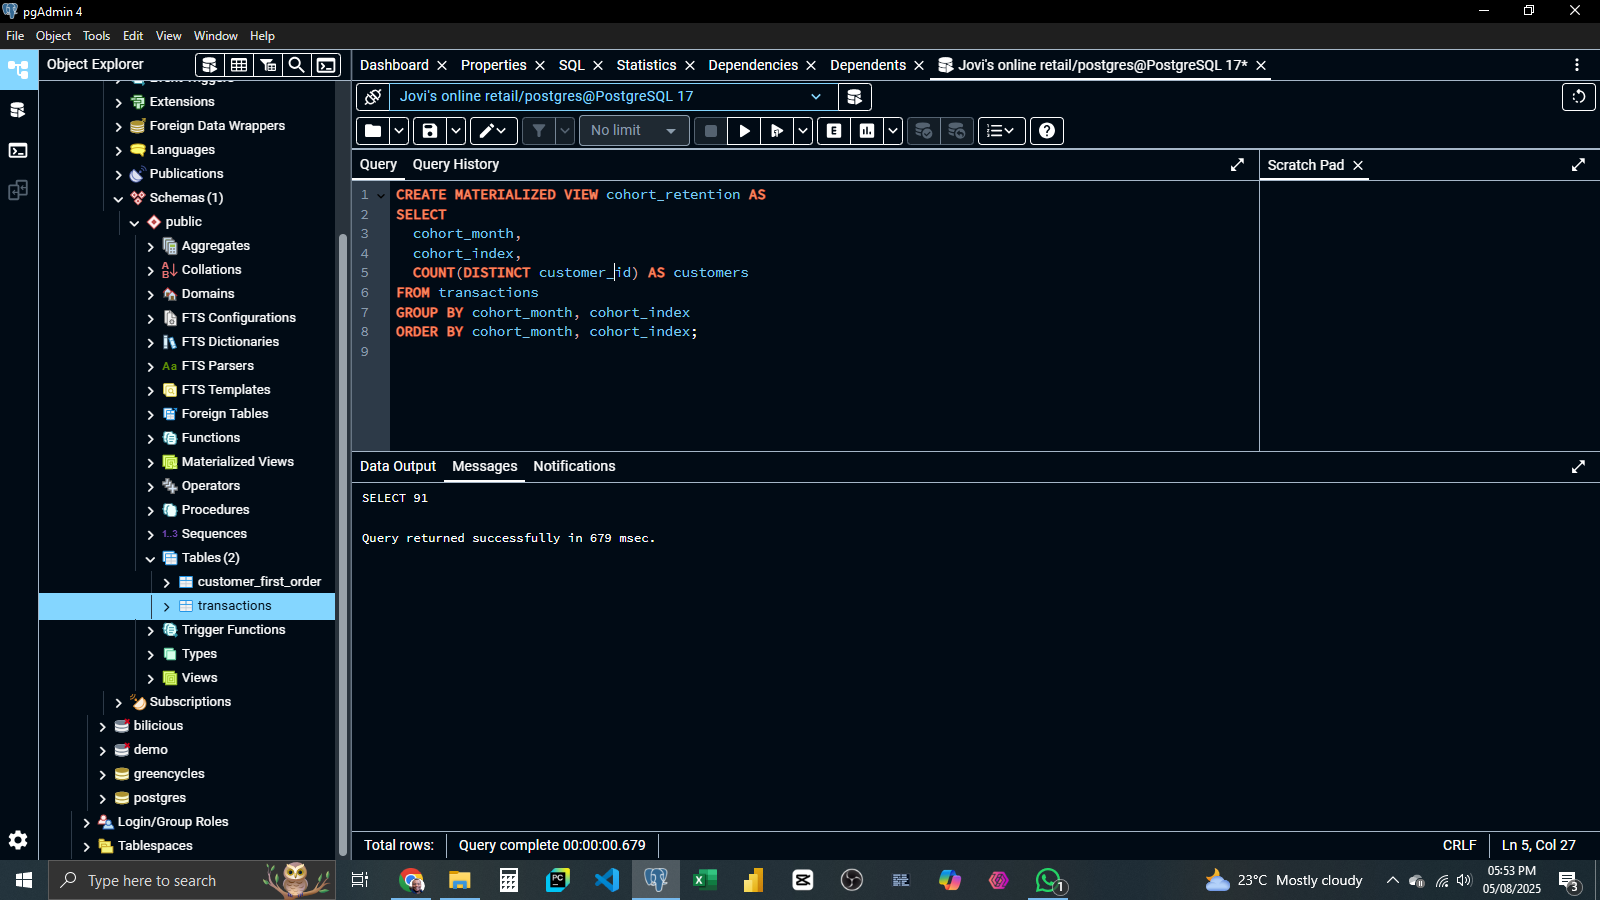 pgAdmin 4
File Object Tools Edit View Window Help
Object Explorer
Extensions
Foreign Data Wrappers
Languages
Publications
Schemas (1)
public
Aggregates
Collations
Domains
FTS Configurations
FTS Dictionaries
Aa FTS Parsers
FTS Templates
Foreign Tables
Functions
Materialized Views
Operators
Procedures
1..3 Sequences
Tables (2)
customer_first_order
transactions
Trigger Functions
Types
Views
Subscriptions
bilicious
demo
greencycles
postgres
Login/Group Roles
Tablespaces
Dashboard Properties SQL Statistics Dependencies Dependents Jovi's online retail/postgres@PostgreSQL 17*
Jovi's online retail/postgres@PostgreSQL 17
No limit
E
Query Query History
Scratch Pad
1 CREATE MATERIALIZED VIEW cohort_retention AS
2 SELECT
3 cohort_month,
4 cohort_index,
5 COUNT(DISTINCT customer_id) AS customers
6 FROM transactions
7 GROUP BY cohort_month, cohort_index
8 ORDER BY cohort_month, cohort_index;
9
Data Output Messages Notifications
SELECT 91
Query returned successfully in 679 msec.
Total rows: Query complete 00:00:00.679 CRLF Ln 5, Col 27
Type here to search
PC
1
23°C Mostly cloudy
05:53 PM
05/08/2025
3